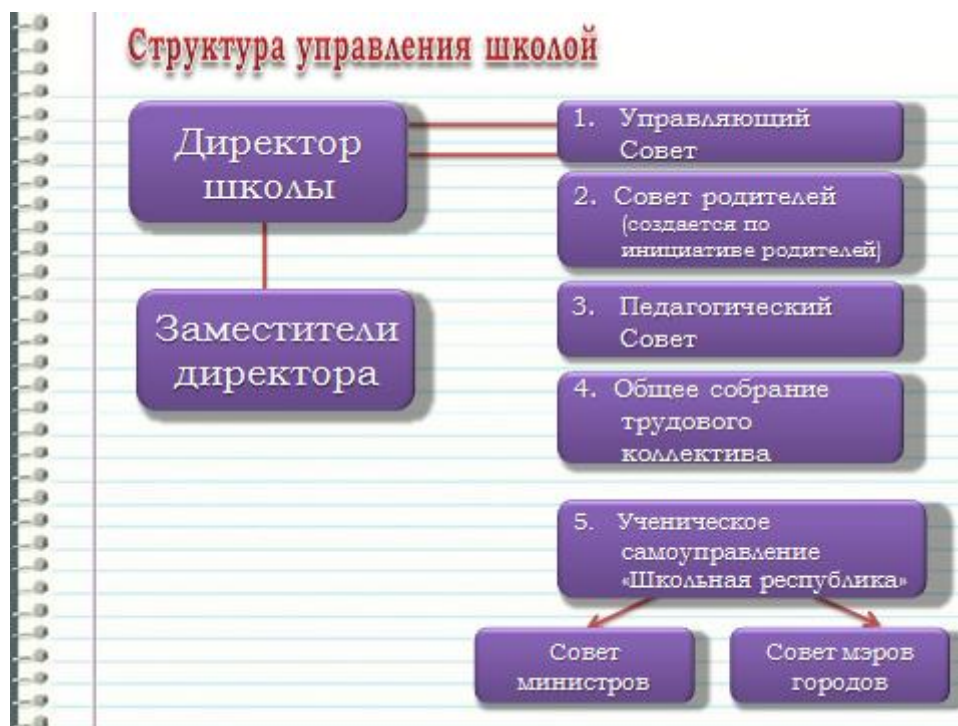 Структура управления школой
Директор
школы
Заместители
директора
1. Управляющий
Совет
2. Совет родителей
(создается по
инициативе родителей)
3. Педагогический
Совет
4. Общее собрание
трудового
коллектива
5. Ученическое
самоуправление
«Школьная республика»
Совет
министров
Совет мэров
городов